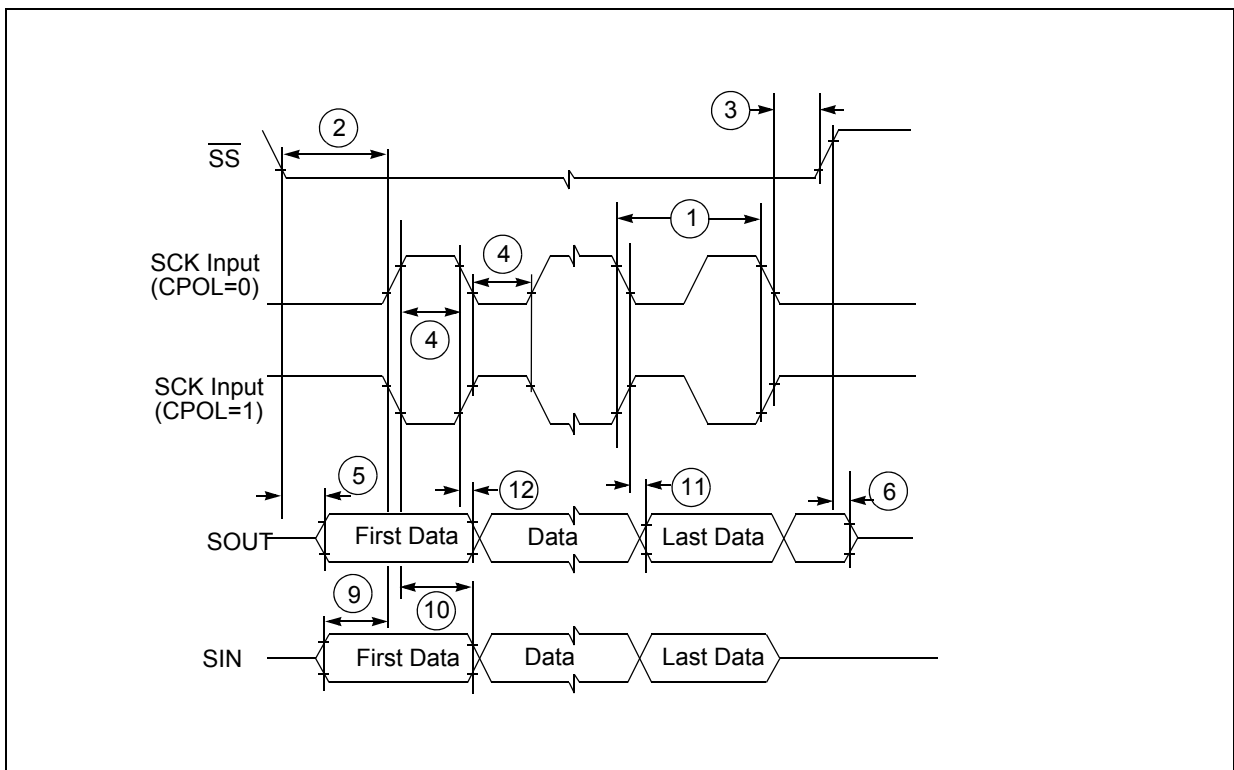 3
2
SS
1
SCK Input
(CPOL=0)
4
4
SCK Input
(CPOL=1)
5
12
11
6
SOUT
First Data
Data
Last Data
9
10
SIN
First Data
Data
Last Data